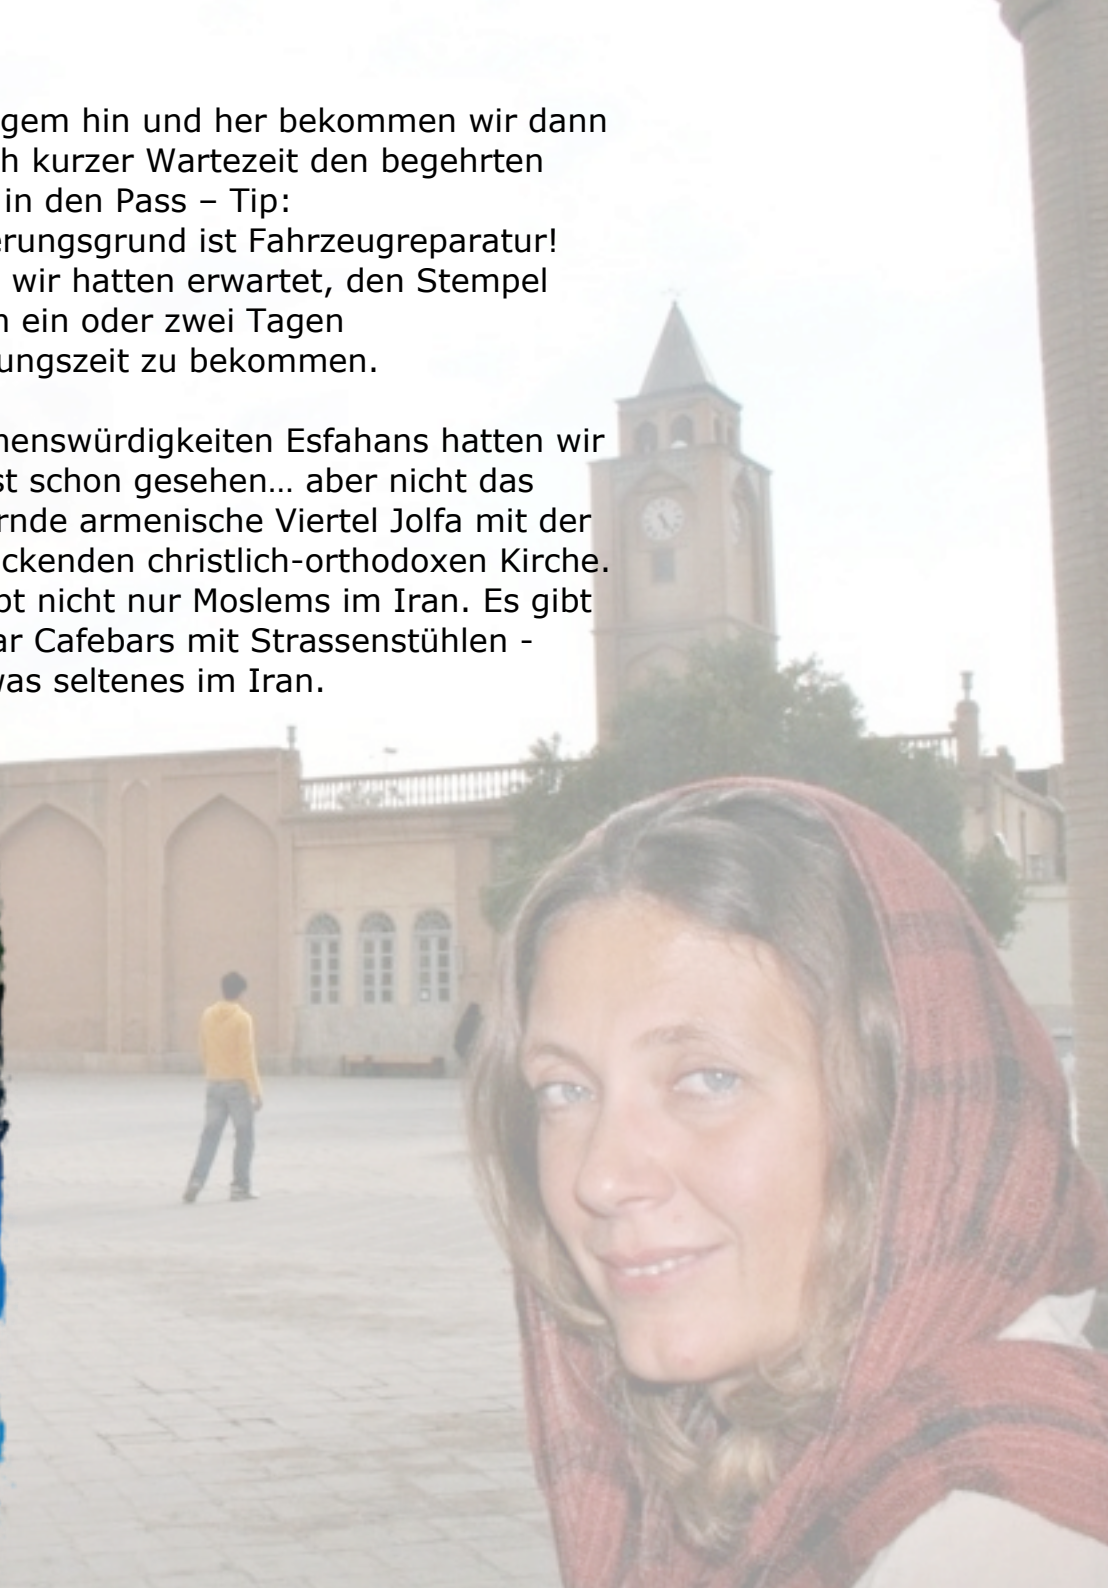 gem hin und her bekommen wir dann
h kurzer Wartezeit den begehrten
in den Pass – Tip:
erungsgrund ist Fahrzeugreparatur!
wir hatten erwartet, den Stempel
n ein oder zwei Tagen
ungszeit zu bekommen.
henswürdigkeiten Esfahans hatten wir
st schon gesehen… aber nicht das
rnde armenische Viertel Jolfa mit der
ckenden christlich-orthodoxen Kirche.
bt nicht nur Moslems im Iran. Es gibt
ar Cafebars mit Strassenstühlen -
was seltenes im Iran.